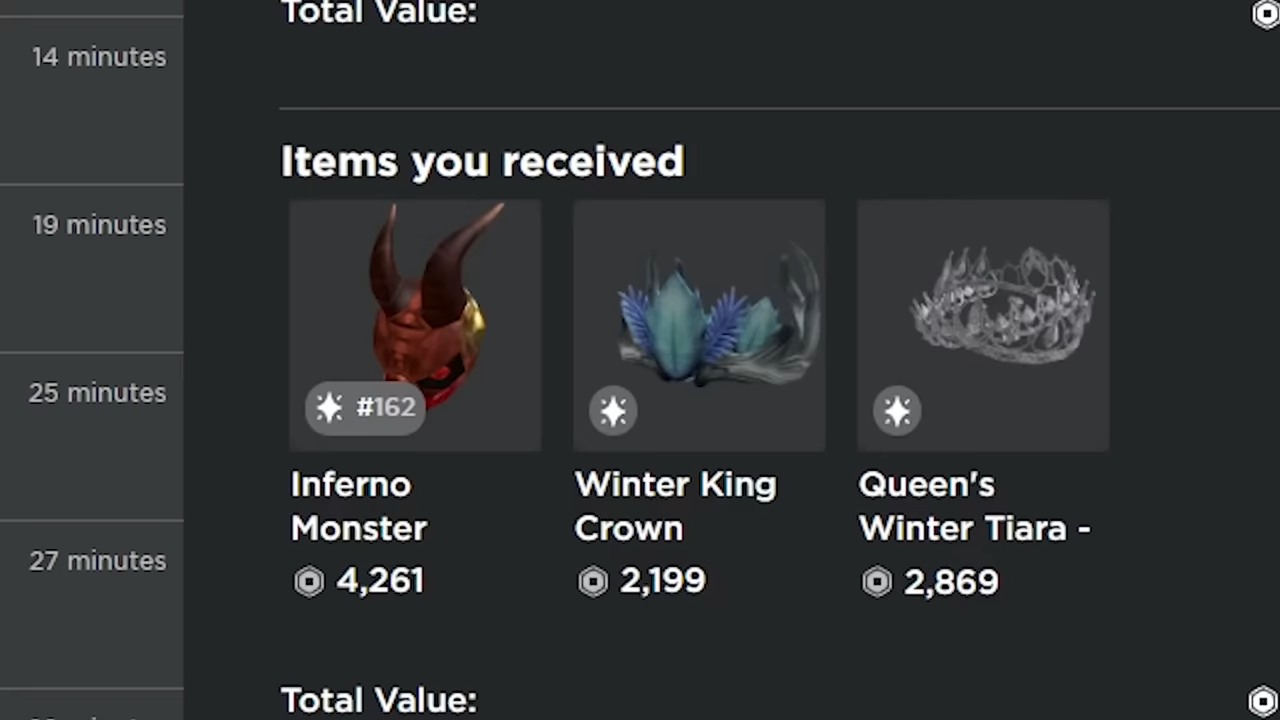 Total Value:
14 minutes
Items you received
19 minutes
#162
25 minutes
Inferno
Monster
4,261
Winter King
Crown
2,199
Queen's
Winter Tiara -
2,869
27 minutes
Total Value: